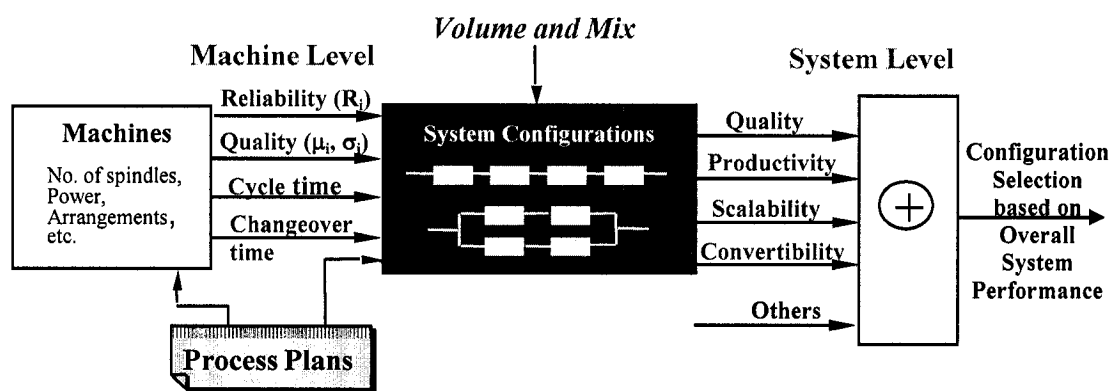 Volume and Mix
Machine Level
System Level
Machines
No. of spindles,
Power,
Arrangements,
etc.
Reliability (Rᵢ)
Quality (μᵢ, σᵢ)
Cycle time
Changeover
time
System Configurations
Quality
Productivity
Scalability
Convertibility
Others
+
Configuration
Selection
based on
Overall
System
Performance
Process Plans